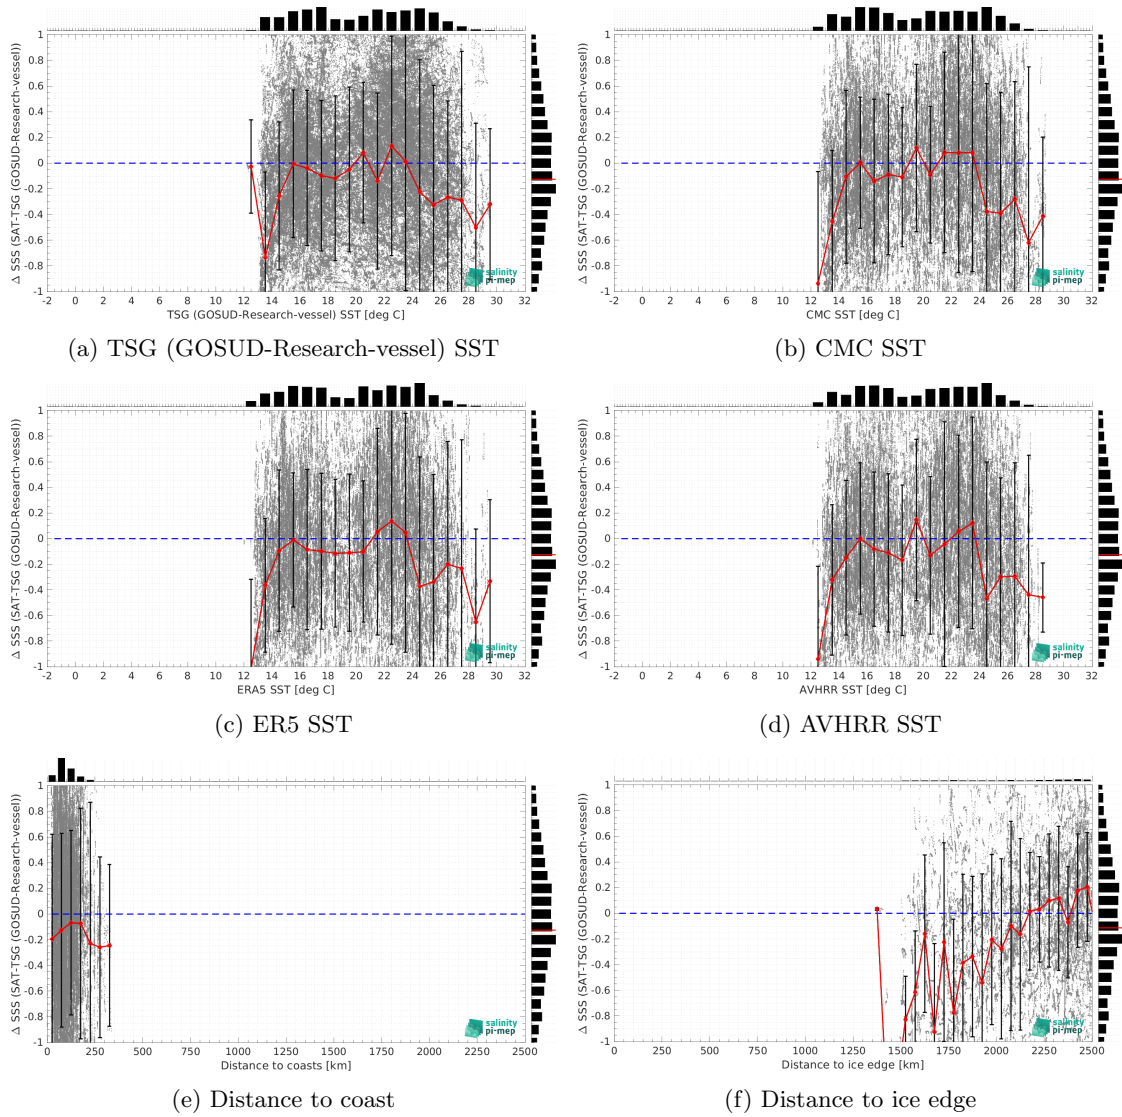 Δ SSS (SAT-TSG (GOSUD-Research-vessel))
1
0.8
0.6
0.4
0.2
0
-0.2
-0.4
-0.6
-0.8
-1
-2 0 2 4 6 8 10 12 14 16 18 20 22 24 26 28 30 32
TSG (GOSUD-Research-vessel) SST [deg C]
salinity
pi-mep
(a) TSG (GOSUD-Research-vessel) SST
Δ SSS (SAT-TSG (GOSUD-Research-vessel))
1
0.8
0.6
0.4
0.2
0
-0.2
-0.4
-0.6
-0.8
-1
-2 0 2 4 6 8 10 12 14 16 18 20 22 24 26 28 30 32
CMC SST [deg C]
salinity
pi-mep
(b) CMC SST
Δ SSS (SAT-TSG (GOSUD-Research-vessel))
1
0.8
0.6
0.4
0.2
0
-0.2
-0.4
-0.6
-0.8
-1
-2 0 2 4 6 8 10 12 14 16 18 20 22 24 26 28 30 32
ERA5 SST [deg C]
salinity
pi-mep
(c) ER5 SST
Δ SSS (SAT-TSG (GOSUD-Research-vessel))
1
0.8
0.6
0.4
0.2
0
-0.2
-0.4
-0.6
-0.8
-1
-2 0 2 4 6 8 10 12 14 16 18 20 22 24 26 28 30 32
AVHRR SST [deg C]
salinity
pi-mep
(d) AVHRR SST
Δ SSS (SAT-TSG (GOSUD-Research-vessel))
1
0.8
0.6
0.4
0.2
0
-0.2
-0.4
-0.6
-0.8
-1
0 250 500 750 1000 1250 1500 1750 2000 2250 2500
Distance to coasts [km]
salinity
pi-mep
(e) Distance to coast
Δ SSS (SAT-TSG (GOSUD-Research-vessel))
1
0.8
0.6
0.4
0.2
0
-0.2
-0.4
-0.6
-0.8
-1
0 250 500 750 1000 1250 1500 1750 2000 2250 2500
Distance to ice edge [km]
salinity
pi-mep
(f) Distance to ice edge